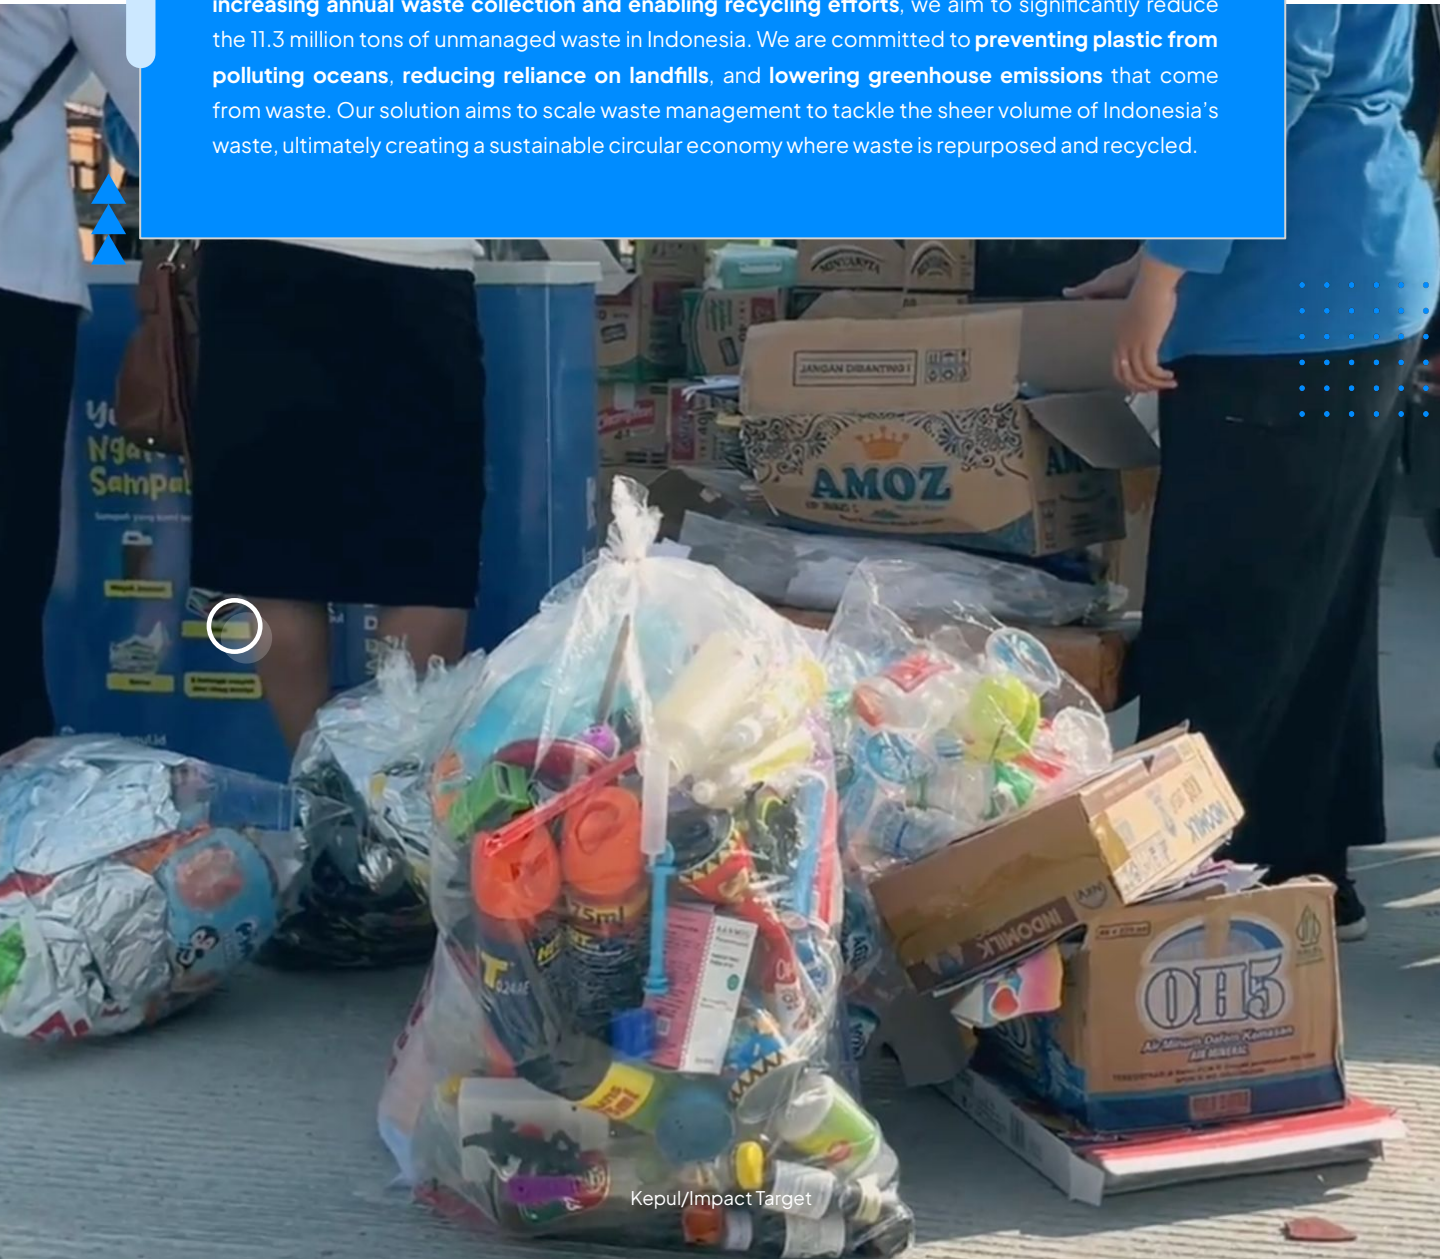 increasing annual waste collection and enabling recycling efforts, we aim to significantly reduce
the 11.3 million tons of unmanaged waste in Indonesia. We are committed to preventing plastic from
polluting oceans, reducing reliance on landfills, and lowering greenhouse emissions that come
from waste. Our solution aims to scale waste management to tackle the sheer volume of Indonesia's
waste, ultimately creating a sustainable circular economy where waste is repurposed and recycled.
JANGAN DIBANTING !
AMOZ
75ml
INDOMILK
OH5
Air Minum Dalam Kemasan
AIR MINERAL
Kepul/Impact Target